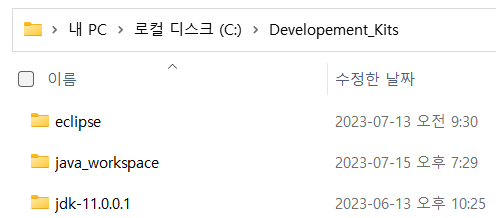 내 PC > 로컬 디스크 (C:) > Developement_Kits
이름 수정한 날짜
eclipse 2023-07-13 오전 9:30
java_workspace 2023-07-15 오후 7:29
jdk-11.0.0.1 2023-06-13 오후 10:25